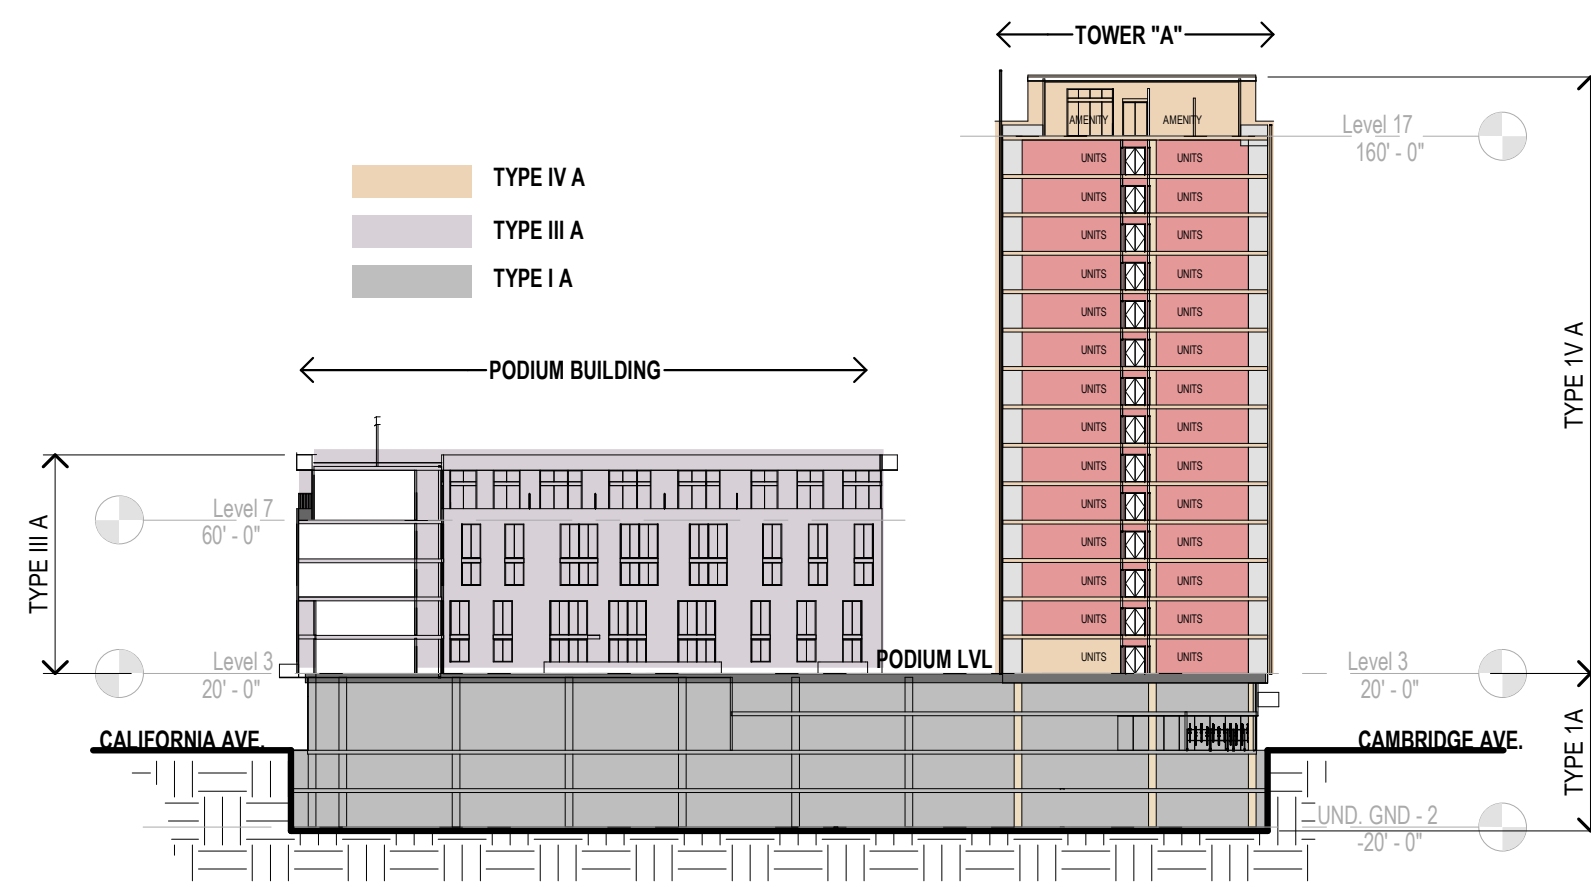 TOWER "A"
AMENITY AMENITY
Level 17
160' - 0"
TYPE IV A
TYPE III A
TYPE I A
UNITS UNITS
UNITS UNITS
UNITS UNITS
UNITS UNITS
UNITS UNITS
UNITS UNITS
UNITS UNITS
UNITS UNITS
UNITS UNITS
UNITS UNITS
UNITS UNITS
UNITS UNITS
UNITS UNITS
UNITS UNITS
TYPE 1V A
PODIUM BUILDING
TYPE III A
Level 7
60' - 0"
Level 3
20' - 0"
PODIUM LVL
Level 3
20' - 0"
CALIFORNIA AVE.
CAMBRIDGE AVE.
TYPE 1A
UND. GND - 2
-20' - 0"